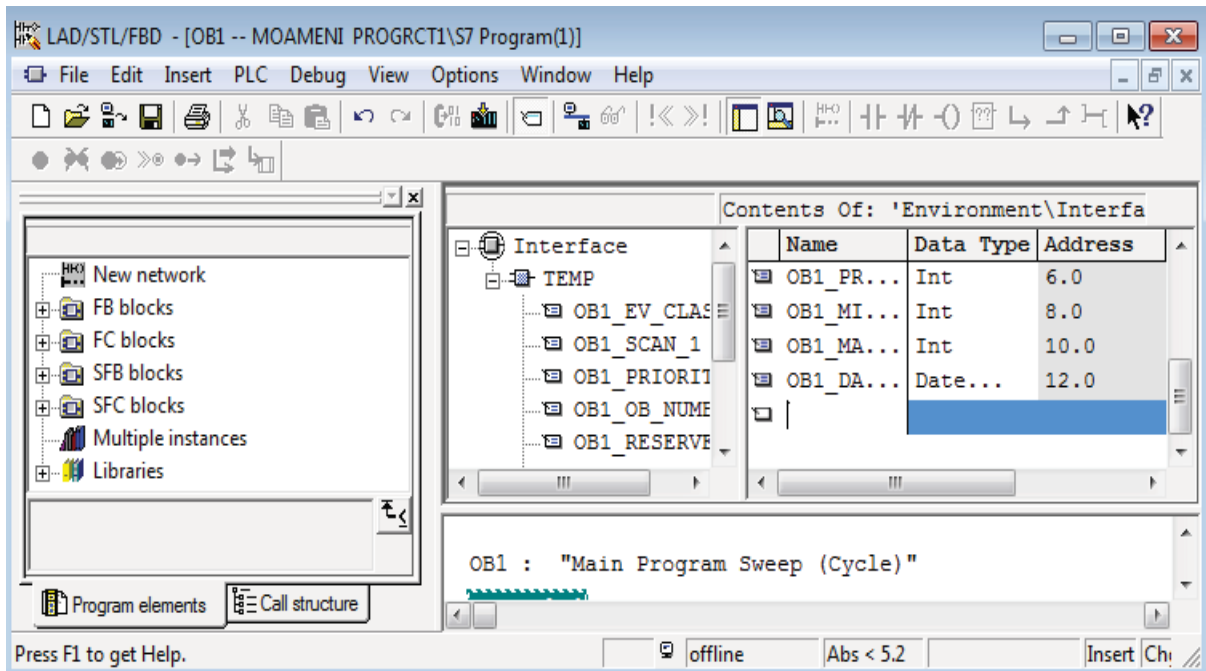 LAD/STL/FBD - [OB1 -- MOAMENI PROGRCT1\S7 Program(1)]
File Edit Insert PLC Debug View Options Window Help
Contents Of: 'Environment\Interfa
Interface
TEMP
OB1_EV_CLAS
OB1_SCAN_1
OB1_PRIORIT
OB1_OB_NUME
OB1_RESERVE
Name Data Type Address
OB1_PR... Int 6.0
OB1_MI... Int 8.0
OB1_MA... Int 10.0
OB1_DA... Date... 12.0
New network
FB blocks
FC blocks
SFB blocks
SFC blocks
Multiple instances
Libraries
Program elements Call structure
OB1 : "Main Program Sweep (Cycle)"
Press F1 to get Help. offline Abs < 5.2 Insert Ch